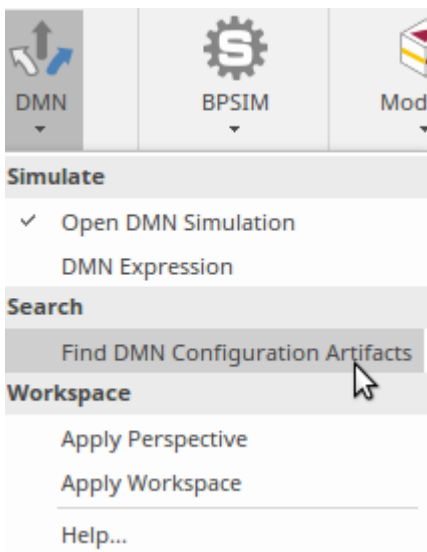 DMN
BPSIM
Simulate
Open DMN Simulation
DMN Expression
Search
Find DMN Configuration Artifacts
Workspace
Apply Perspective
Apply Workspace
Help...